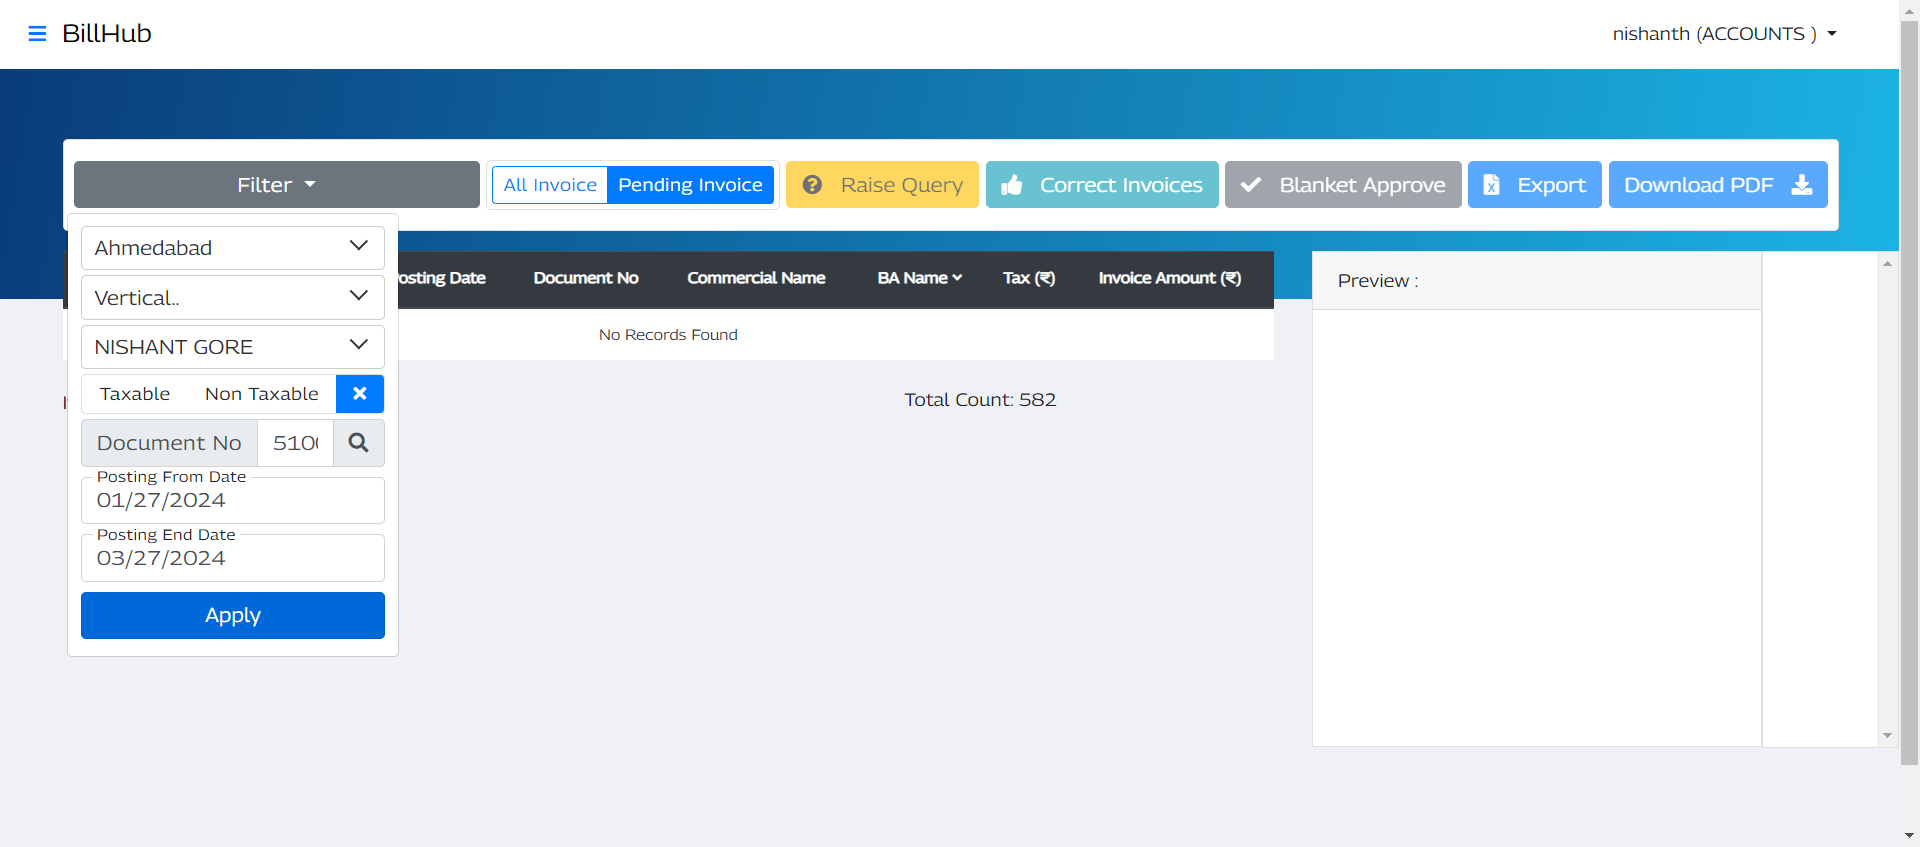 BillHub
nishanth (ACCOUNTS )
Filter
All Invoice
Pending Invoice
Raise Query
Correct Invoices
Blanket Approve
Export
Download PDF
Ahmedabad
Vertical..
NISHANT GORE
Taxable
Non Taxable
Document No
Posting From Date
01/27/2024
Posting End Date
03/27/2024
Apply
osting Date
Document No
Commercial Name
BA Name
Tax (₹)
Invoice Amount (₹)
No Records Found
Total Count: 582
Preview :